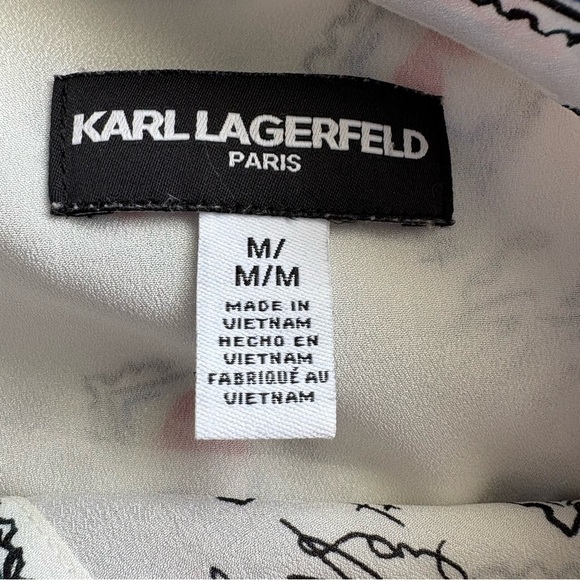 KARL LAGERFELD
PARIS
M/
M/M
MADE IN
VIETNAM
HECHO EN
VIETNAM
FABRIQUÉ AU
VIETNAM